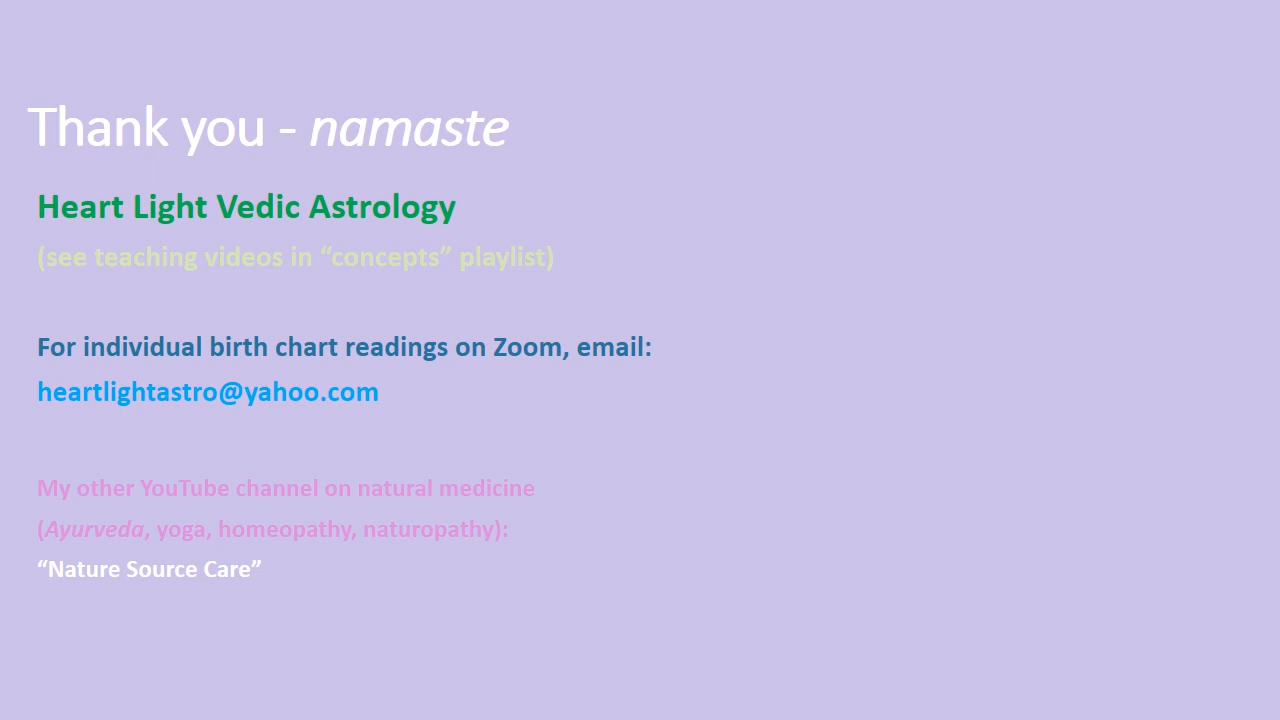 Thank you - namaste
Heart Light Vedic Astrology
(see teaching videos in “concepts” playlist)
For individual birth chart readings on Zoom, email:
heartlightastro@yahoo.com
My other YouTube channel on natural medicine
(Ayurveda, yoga, homeopathy, naturopathy):
“Nature Source Care”